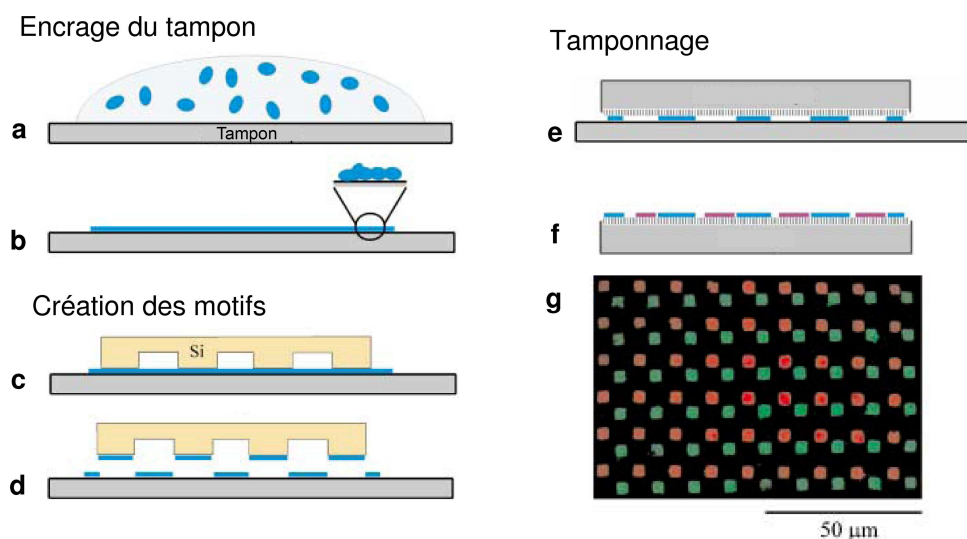 Encrage du tampon
a
Tampon
b
Création des motifs
Si
c
d
Tamponnage
e
f
g
50 µm